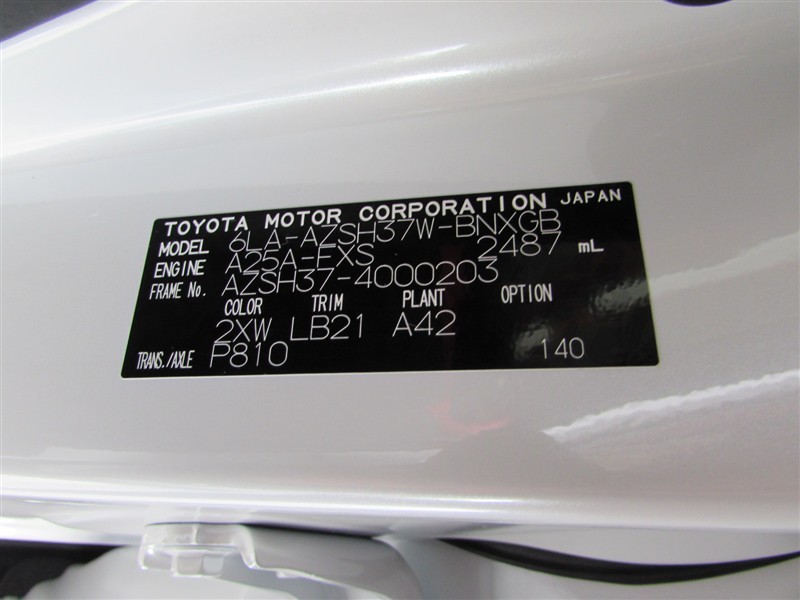 TOYOTA MOTOR CORPORATION JAPAN
MODEL 6LA-AZSH37W-BNXGB
ENGINE A25A-FXS 2487 mL
FRAME No. AZSH37-4000203
COLOR TRIM PLANT OPTION
2XW LB21 A42
TRANS./AXLE P810 140